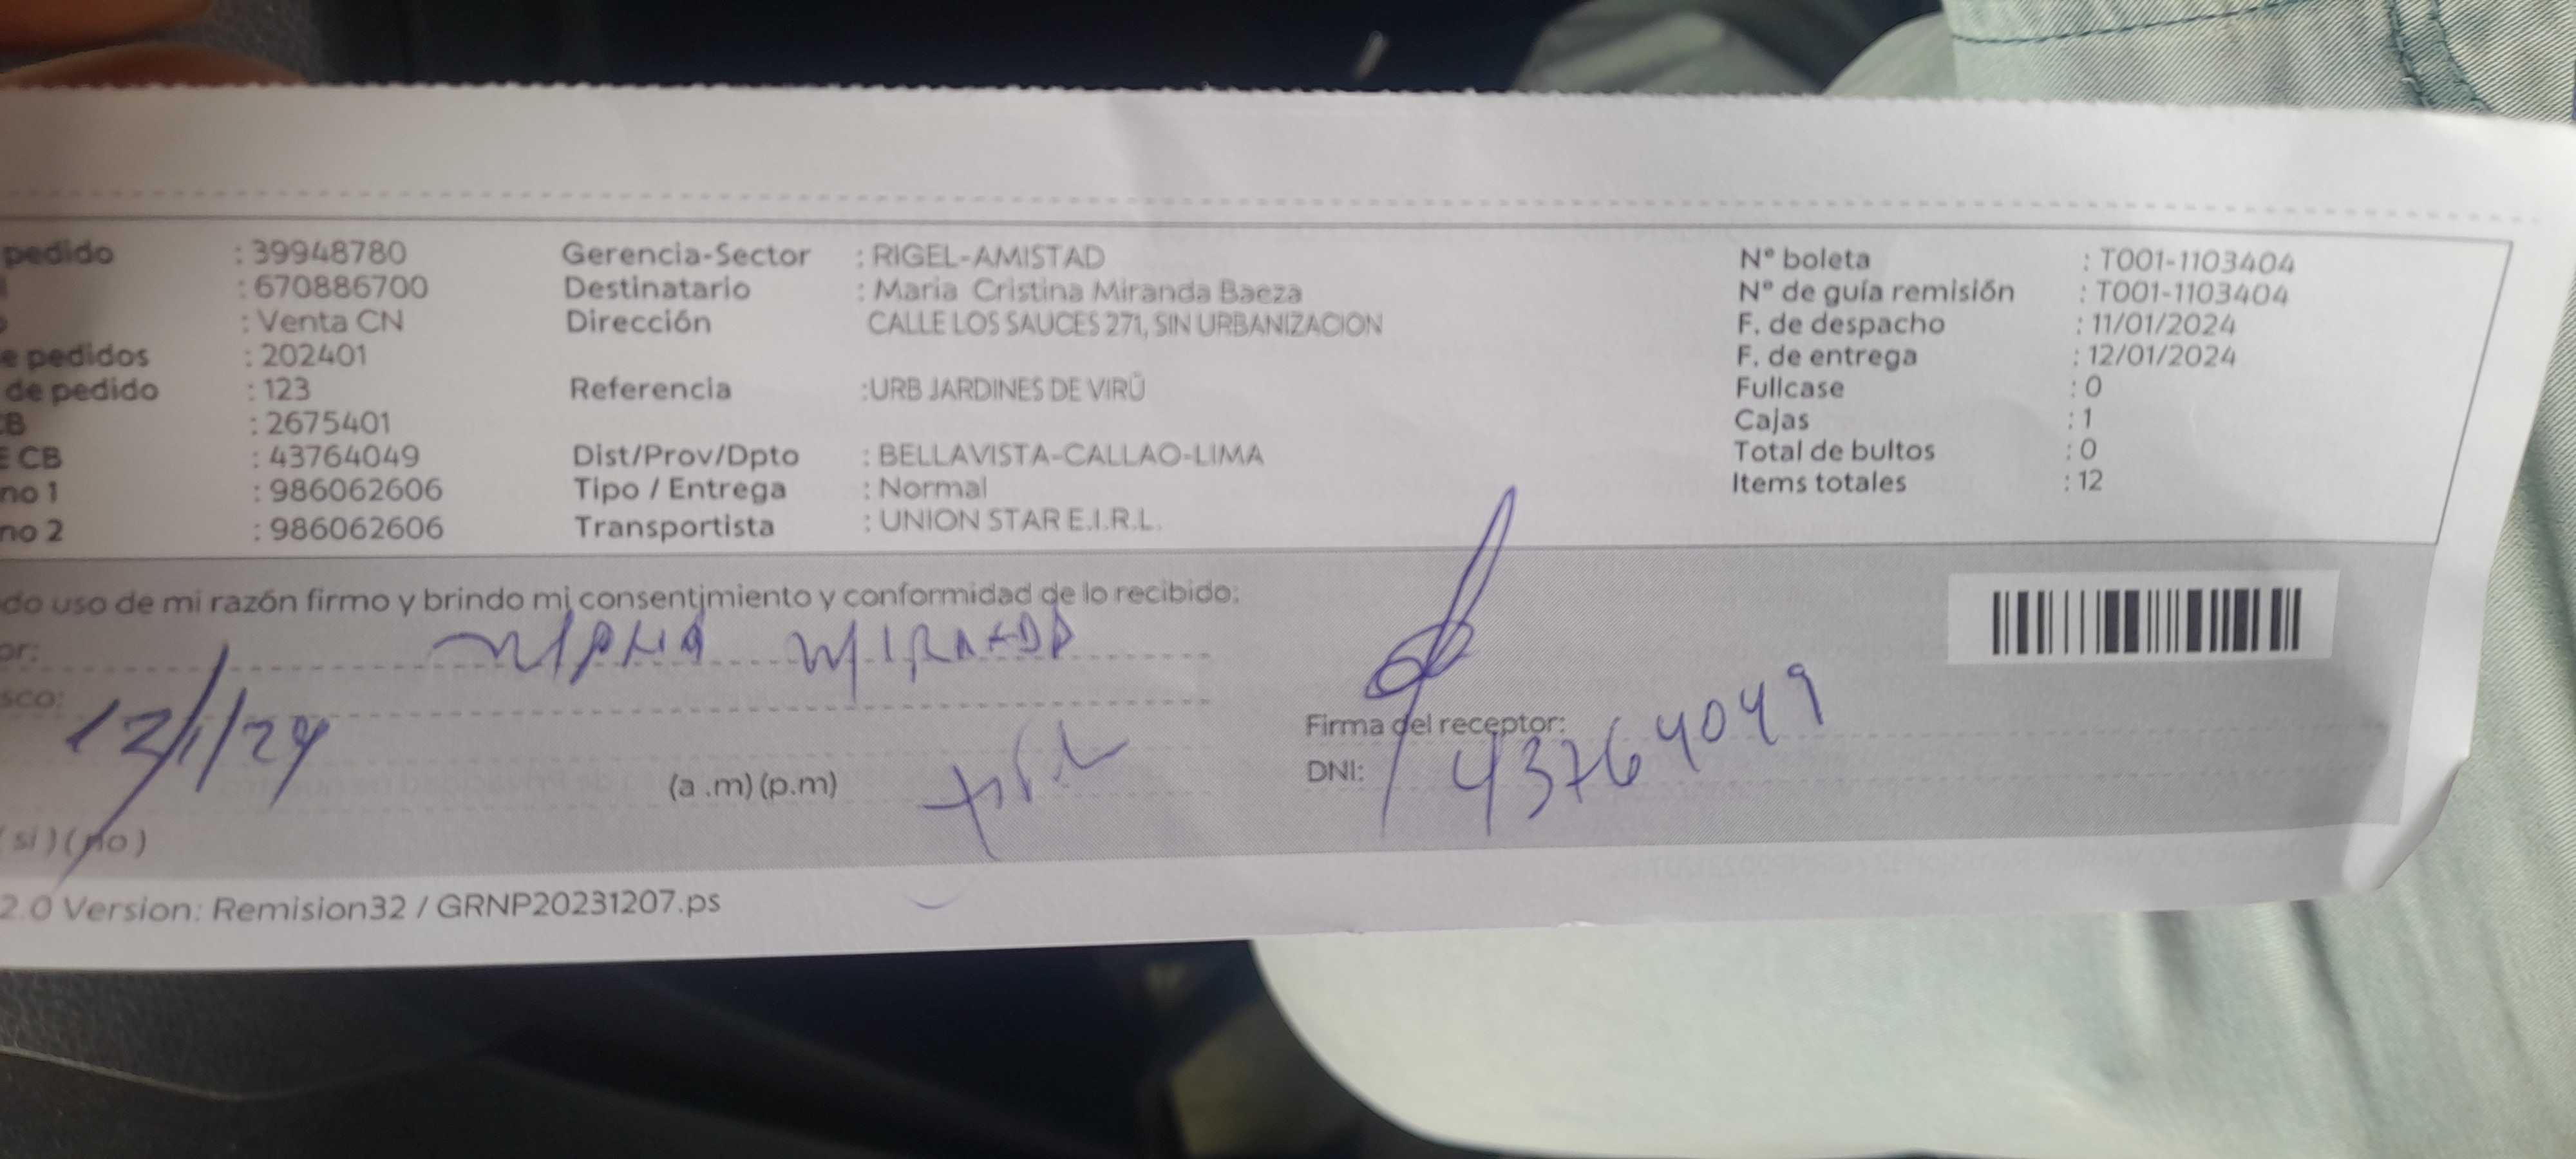 pedido : 39948780 Gerencia-Sector : RIGEL-AMISTAD Nº boleta : T001-1103404
: 670886700 Destinatario : Maria Cristina Miranda Baeza Nº de guía remisión : T001-1103404
: Venta CN Dirección CALLE LOS SAUCES 271, SIN URBANIZACION F. de despacho : 11/01/2024
e pedidos : 202401 F. de entrega : 12/01/2024
de pedido : 123 Referencia :URB JARDINES DE VIRÚ Fullcase : 0
CB : 2675401 Cajas : 1
E CB : 43764049 Dist/Prov/Dpto : BELLAVISTA-CALLAO-LIMA Total de bultos : 0
no 1 : 986062606 Tipo / Entrega : Normal Items totales : 12
no 2 : 986062606 Transportista : UNION STAR E.I.R.L.
do uso de mi razón firmo y brindo mi consentimiento y conformidad de lo recibido:
or: MIRANDA
sco:
12/1/24 Firma del receptor:
(a .m) (p.m) DNI: 43764049
( si ) ( no )
2.0 Version: Remision32 / GRNP20231207.ps